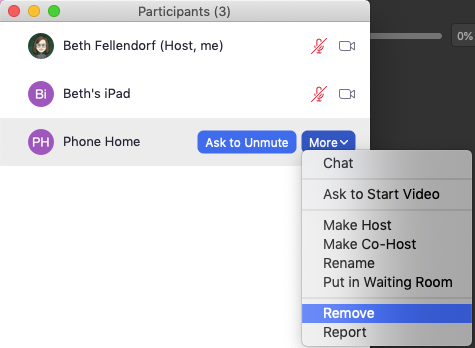 Participants (3)
Beth Fellendorf (Host, me)
Bi Beth's iPad
PH Phone Home Ask to Unmute More
0%
Chat
Ask to Start Video
Make Host
Make Co-Host
Rename
Put in Waiting Room
Remove
Report